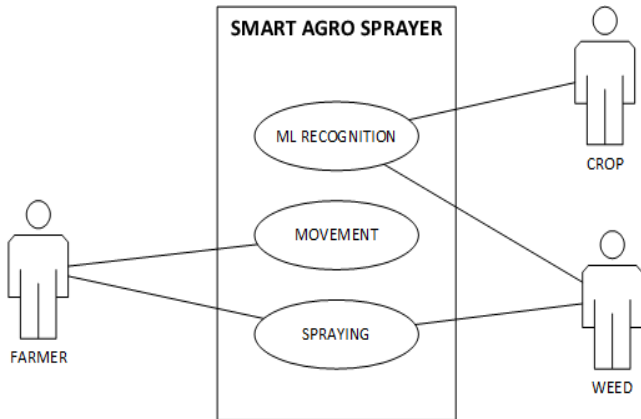 SMART AGRO SPRAYER
ML RECOGNITION
CROP
MOVEMENT
SPRAYING
FARMER
WEED